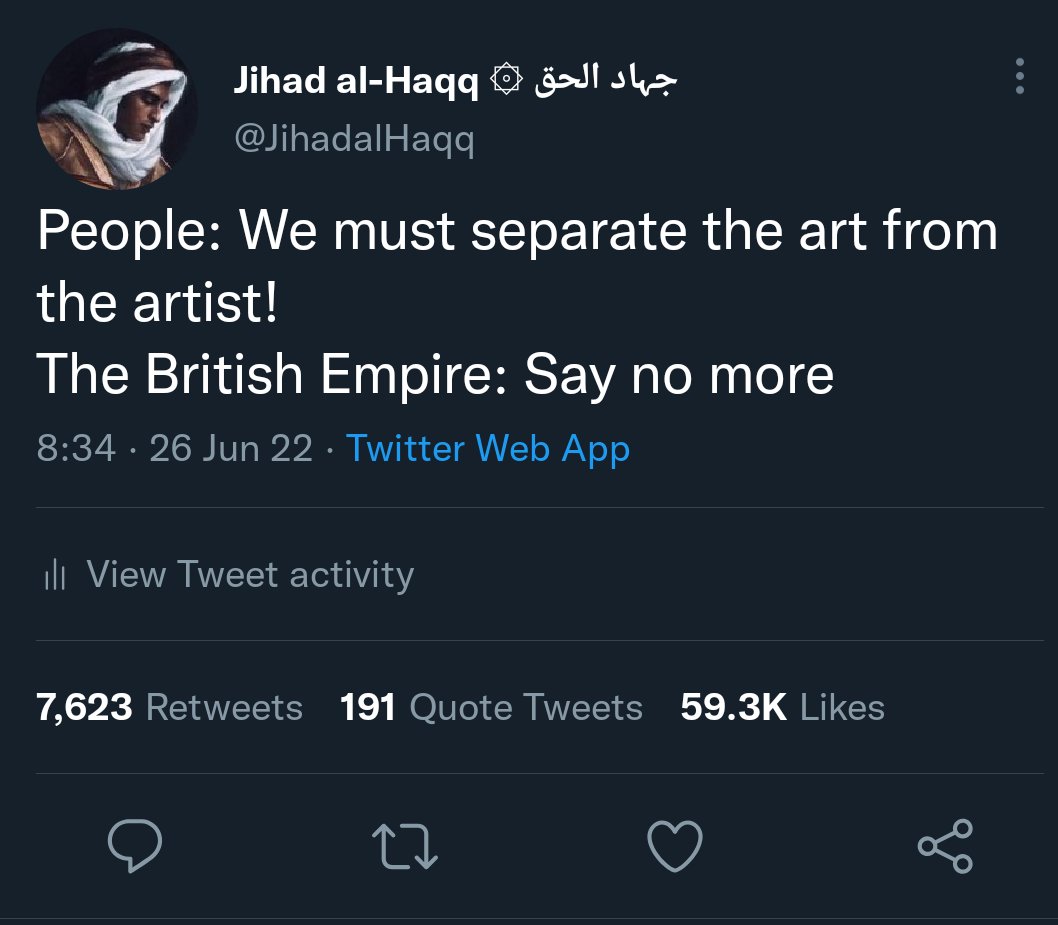 Jihad al-Haqq ۞ جهاد الحق
@JihadalHaqq
People: We must separate the art from
the artist!
The British Empire: Say no more
8:34 · 26 Jun 22 · Twitter Web App
View Tweet activity
7,623 Retweets 191 Quote Tweets 59.3K Likes